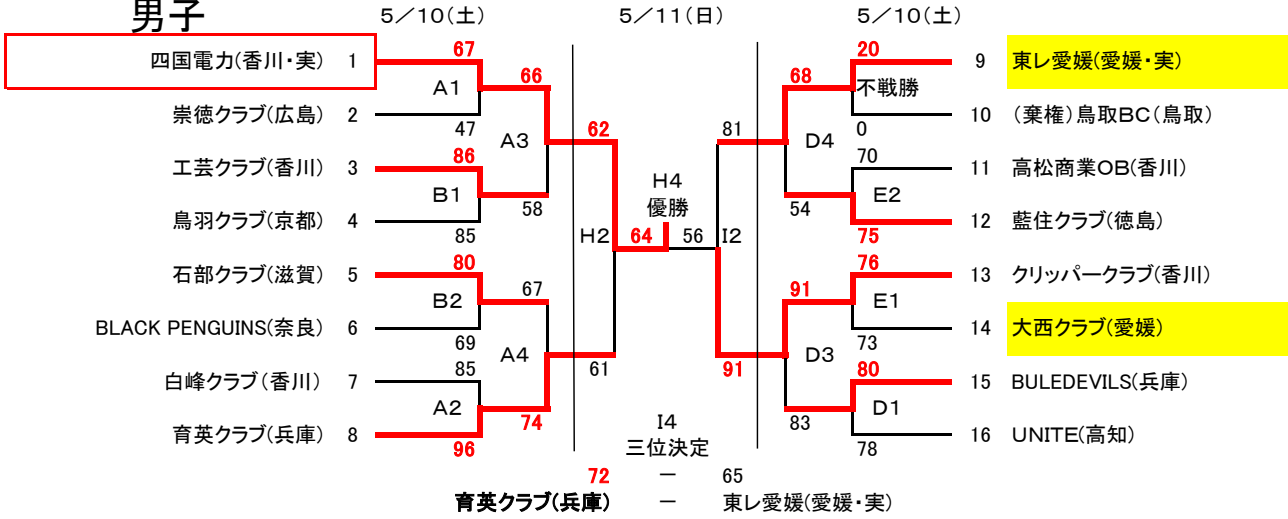 男子
5／10(土)
5／11(日)
5／10(土)
四国電力(香川・実) 1
67
A1
崇徳クラブ(広島) 2
47
66
A3
工芸クラブ(香川) 3
86
B1
鳥羽クラブ(京都) 4
85
58
石部クラブ(滋賀) 5
80
B2
BLACK PENGUINS(奈良) 6
69
67
A4
白峰クラブ(香川) 7
85
A2
育英クラブ(兵庫) 8
96
74
62
H2
61
H4
優勝
64
56
81
I2
91
20
9 東レ愛媛(愛媛・実)
不戦勝
0
10 (棄権)鳥取BC(鳥取)
68
D4
70
11 高松商業OB(香川)
E2
54
75
12 藍住クラブ(徳島)
76
13 クリッパークラブ(香川)
E1
91
73
14 大西クラブ(愛媛)
D3
80
15 BULEDEVILS(兵庫)
D1
83
78
16 UNITE(高知)
I4
三位決定
72 － 65
育英クラブ(兵庫) － 東レ愛媛(愛媛・実)